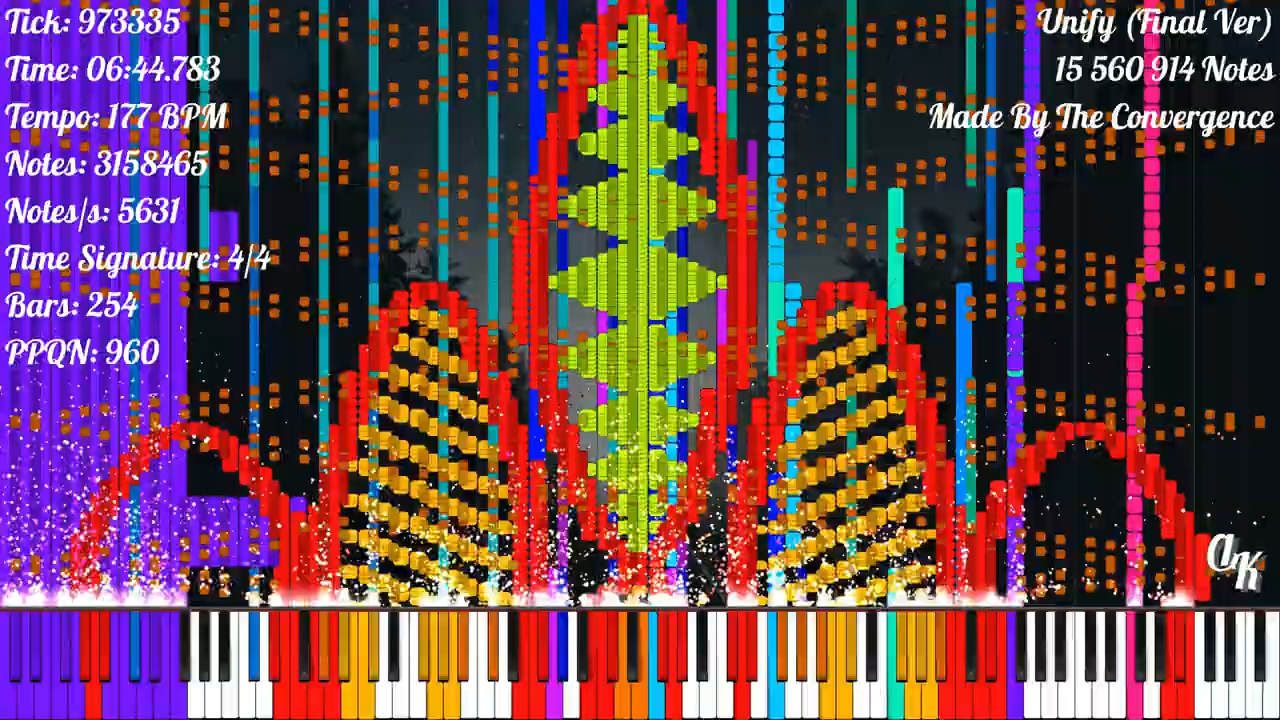 Tick: 973335
Time: 06:44.783
Tempo: 177 BPM
Notes: 3158465
Notes/s: 5631
Time Signature: 4/4
Bars: 254
PPQN: 960
Unify (Final Ver)
15 560 914 Notes
Made By The Convergence
AK